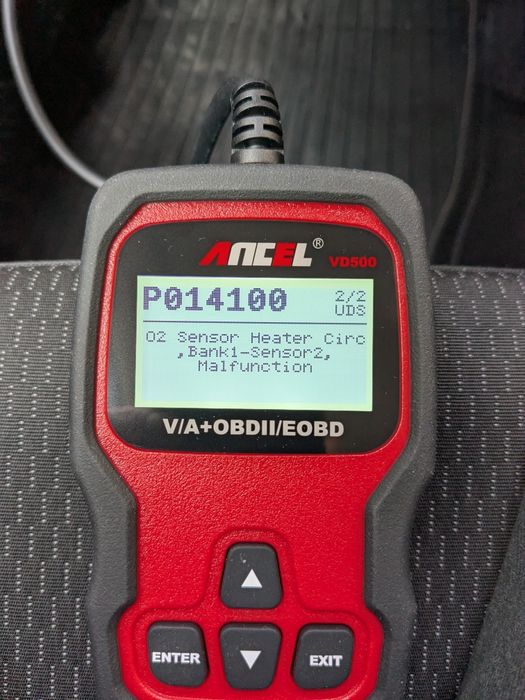 ANCEL®
VD500
P014100 2/2
UDS
O2 Sensor Heater Circ
,Bank1-Sensor2,
Malfunction
V/A+OBDII/EOBD
▲
ENTER ▼ EXIT